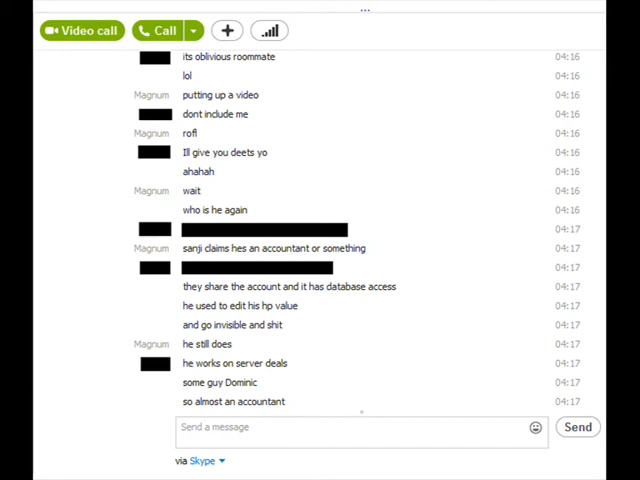 ...
Video call Call
its oblivious roommate 04:16
lol 04:16
Magnum putting up a video 04:16
dont include me 04:16
Magnum rofl 04:16
Ill give you deets yo 04:16
ahahah 04:16
Magnum wait 04:16
who is he again 04:16
04:17
Magnum sanji claims hes an accountant or something 04:17
04:17
they share the account and it has database access 04:17
he used to edit his hp value 04:17
and go invisible and shit 04:17
Magnum he still does 04:17
he works on server deals 04:17
some guy Dominic 04:17
so almost an accountant 04:17
Send a message Send
via Skype